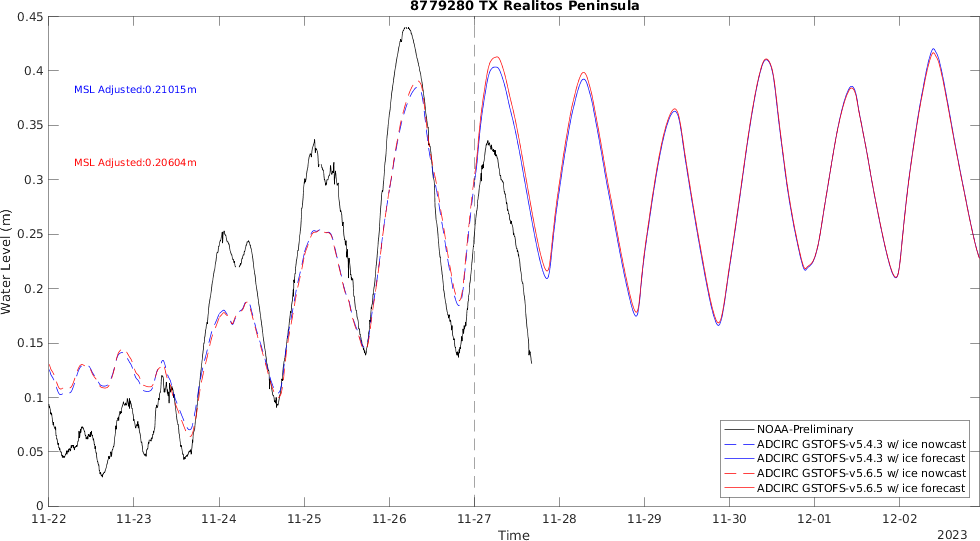 8779280 TX Realitos Peninsula
0.45
0.4
0.35
0.3
0.25
0.2
0.15
0.1
0.05
0
Water Level (m)
MSL Adjusted:0.21015m
MSL Adjusted:0.20604m
NOAA-Preliminary
ADCIRC GSTOFS-v5.4.3 w/ ice nowcast
ADCIRC GSTOFS-v5.4.3 w/ ice forecast
ADCIRC GSTOFS-v5.6.5 w/ ice nowcast
ADCIRC GSTOFS-v5.6.5 w/ ice forecast
11-22 11-23 11-24 11-25 11-26 11-27 11-28 11-29 11-30 12-01 12-02
Time
2023